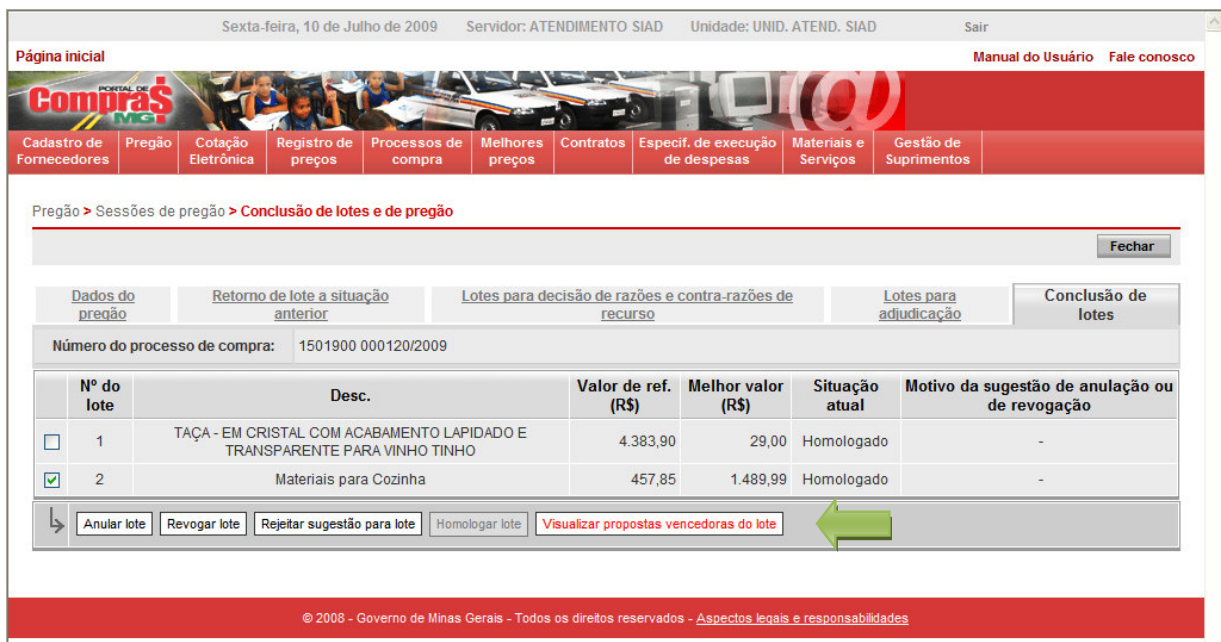 Sexta-feira, 10 de Julho de 2009 Servidor: ATENDIMENTO SIAD Unidade: UNID. ATEND. SIAD Sair
Página inicial Manual do Usuário Fale conosco
PORTAL DE
Compras
MG
@
Cadastro de Fornecedores Pregão Cotação Eletrônica Registro de preços Processos de compra Melhores preços Contratos Especif. de execução de despesas Materiais e Serviços Gestão de Suprimentos
Pregão > Sessões de pregão > Conclusão de lotes e de pregão
Fechar
Dados do pregão Retorno de lote a situação anterior Lotes para decisão de razões e contra-razões de recurso Lotes para adjudicação Conclusão de lotes
Número do processo de compra: 1501900 000120/2009
Nº do lote Desc. Valor de ref. (R$) Melhor valor (R$) Situação atual Motivo da sugestão de anulação ou de revogação
1 TAÇA - EM CRISTAL COM ACABAMENTO LAPIDADO E TRANSPARENTE PARA VINHO TINHO 4.383,90 29,00 Homologado -
2 Materiais para Cozinha 457,85 1.489,99 Homologado -
Anular lote Revogar lote Rejeitar sugestão para lote Homologar lote Visualizar propostas vencedoras do lote
© 2008 - Governo de Minas Gerais - Todos os direitos reservados - Aspectos legais e responsabilidades